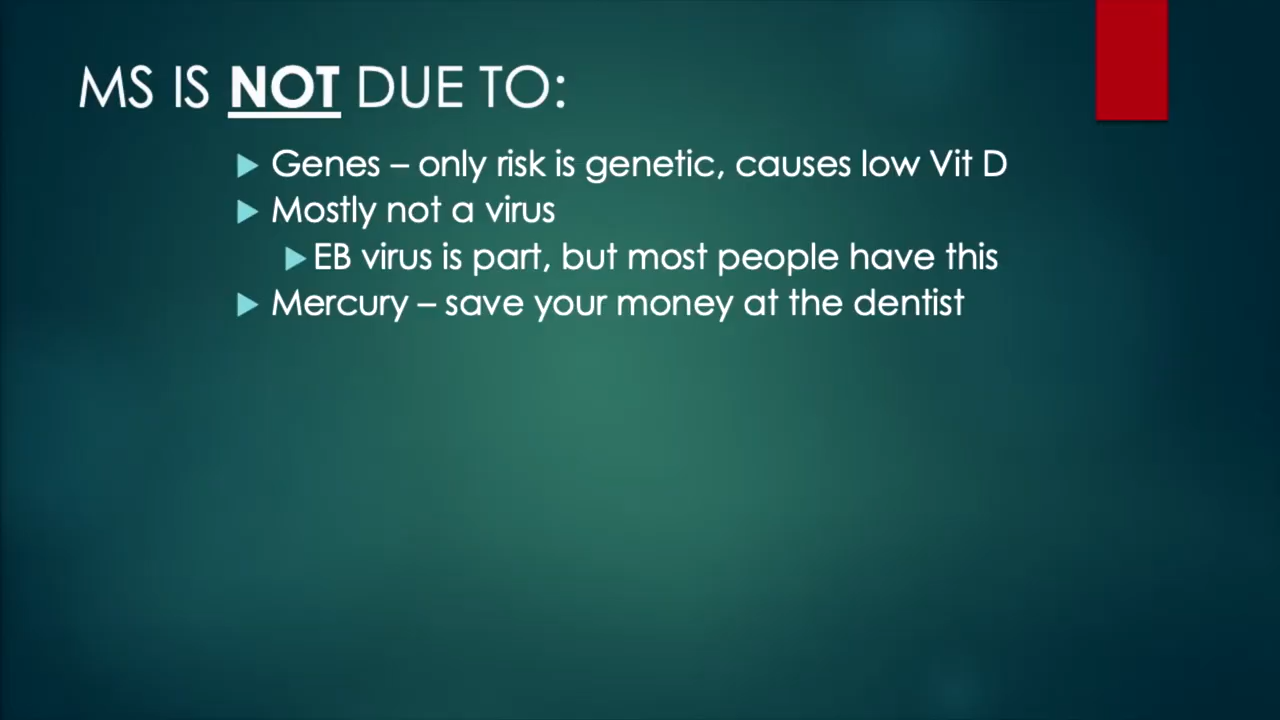 MS IS NOT DUE TO:
Genes – only risk is genetic, causes low Vit D
Mostly not a virus
EB virus is part, but most people have this
Mercury – save your money at the dentist